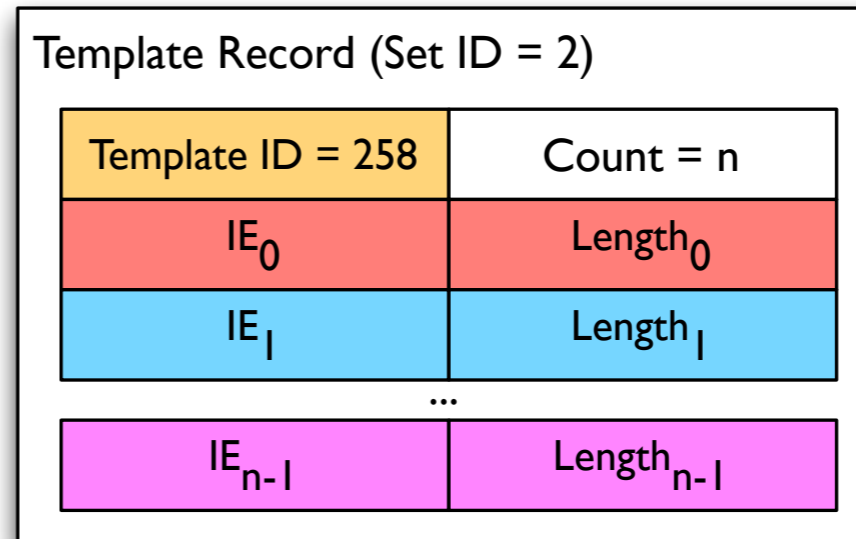 Template Record (Set ID = 2)
Template ID = 258 Count = n
IE₀ Length₀
IE₁ Length₁
...
IEₙ₋₁ Lengthₙ₋₁